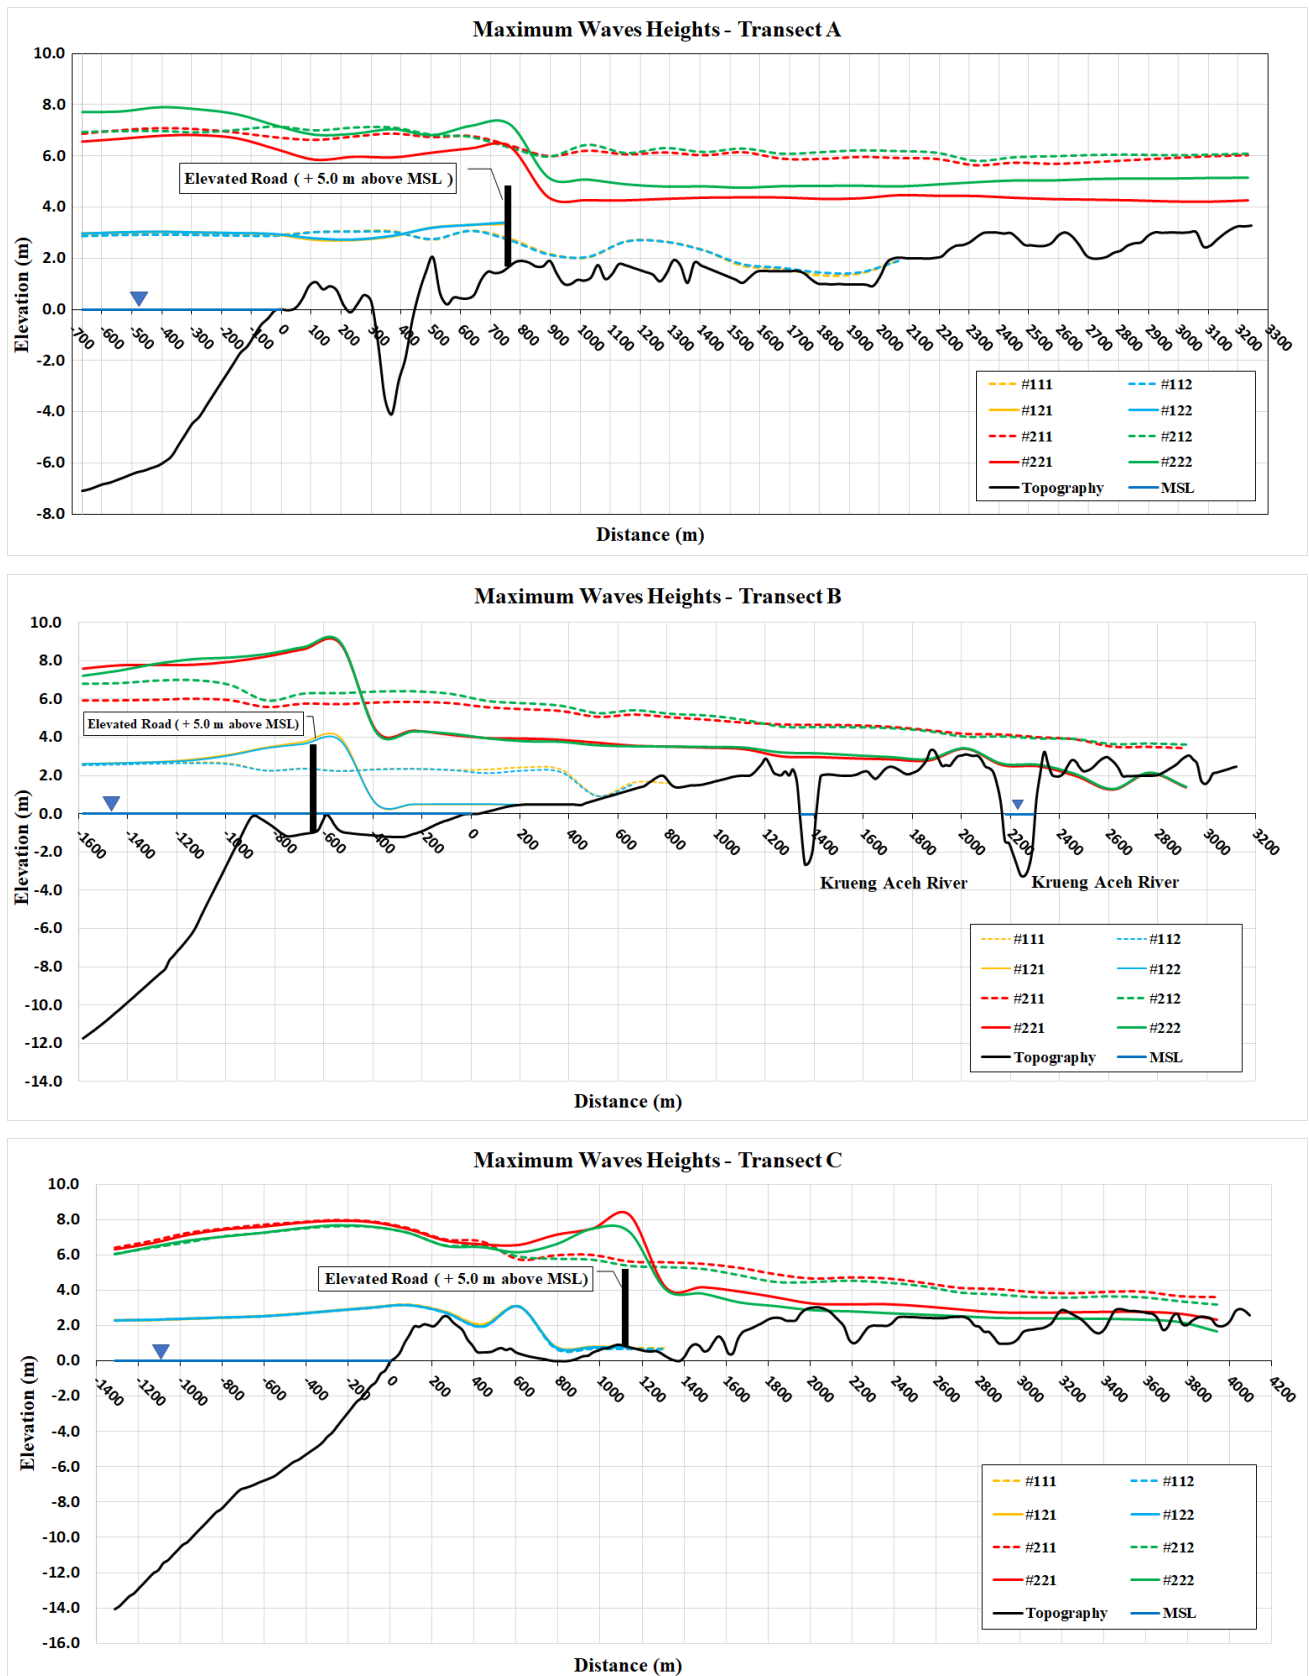 Maximum Waves Heights - Transect A
10.0
8.0
6.0
4.0
2.0
0.0
-2.0
-4.0
-6.0
-8.0
Elevation (m)
Elevated Road ( + 5.0 m above MSL )
-700 -600 -500 -400 -300 -200 -100 0 100 200 300 400 500 600 700 800 900 1000 1100 1200 1300 1400 1500 1600 1700 1800 1900 2000 2100 2200 2300 2400 2500 2600 2700 2800 2900 3000 3100 3200 3300
#111 #112
#121 #122
#211 #212
#221 #222
Topography MSL
Distance (m)
Maximum Waves Heights - Transect B
10.0
8.0
6.0
4.0
2.0
0.0
-2.0
-4.0
-6.0
-8.0
-10.0
-12.0
-14.0
Elevation (m)
Elevated Road ( + 5.0 m above MSL)
-1600 -1400 -1200 -1000 -800 -600 -400 -200 0 200 400 600 800 1000 1200 1400 1600 1800 2000 2200 2400 2600 2800 3000 3200
Krueng Aceh River Krueng Aceh River
#111 #112
#121 #122
#211 #212
#221 #222
Topography MSL
Distance (m)
Maximum Waves Heights - Transect C
10.0
8.0
6.0
4.0
2.0
0.0
-2.0
-4.0
-6.0
-8.0
-10.0
-12.0
-14.0
-16.0
Elevation (m)
Elevated Road ( + 5.0 m above MSL)
-1400 -1200 -1000 -800 -600 -400 -200 0 200 400 600 800 1000 1200 1400 1600 1800 2000 2200 2400 2600 2800 3000 3200 3400 3600 3800 4000 4200
#111 #112
#121 #122
#211 #212
#221 #222
Topography MSL
Distance (m)